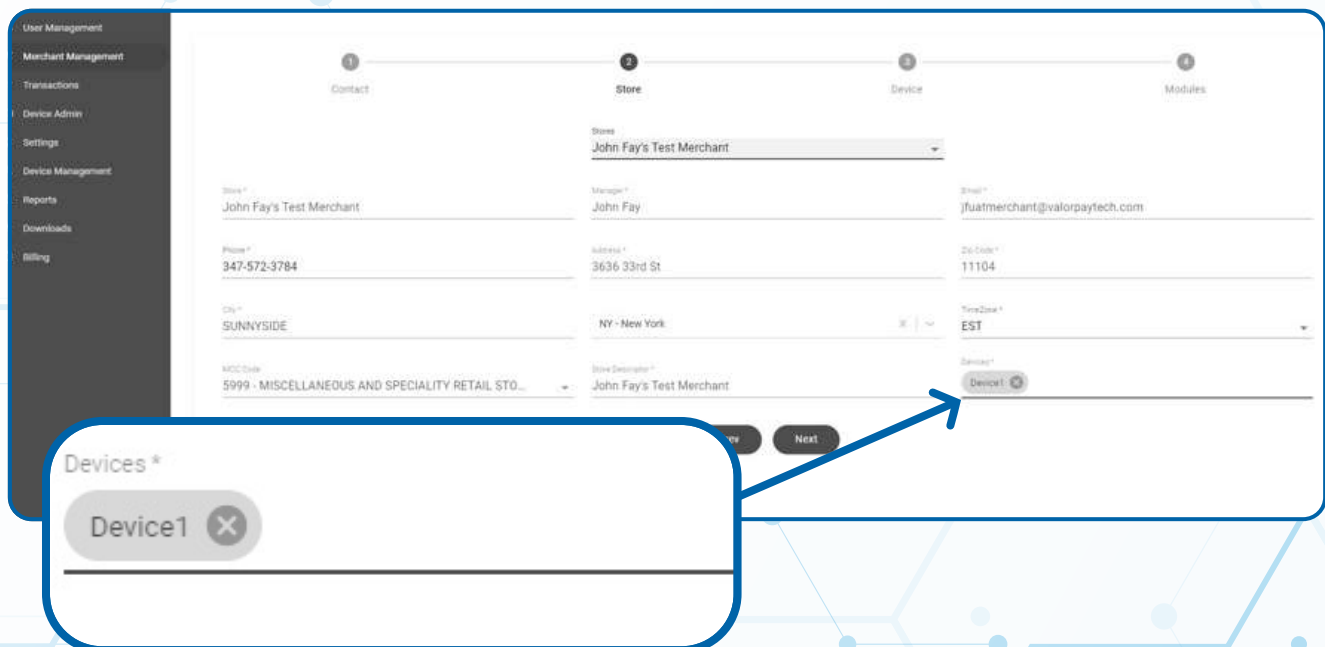 User Management
Merchant Management
Transactions
Device Admin
Settings
Device Management
Reports
Downloads
Billing
1 2 3 4
Contact Store Device Modules
Stores
John Fay's Test Merchant
Store * Manager * Email *
John Fay's Test Merchant John Fay jfuatmerchant@valorpaytech.com
Phone * Address * Zip Code *
347-572-3784 3636 33rd St 11104
City * TimeZone *
SUNNYSIDE NY - New York EST
MCC Code Store Descriptor * Devices *
5999 - MISCELLANEOUS AND SPECIALITY RETAIL STO... John Fay's Test Merchant Device1
Next
Devices *
Device1